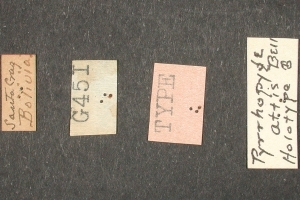 Santa Cruz
Bolivia
G451
TYPE
Pyrrhopyge
attis Bell
Holotype ♂